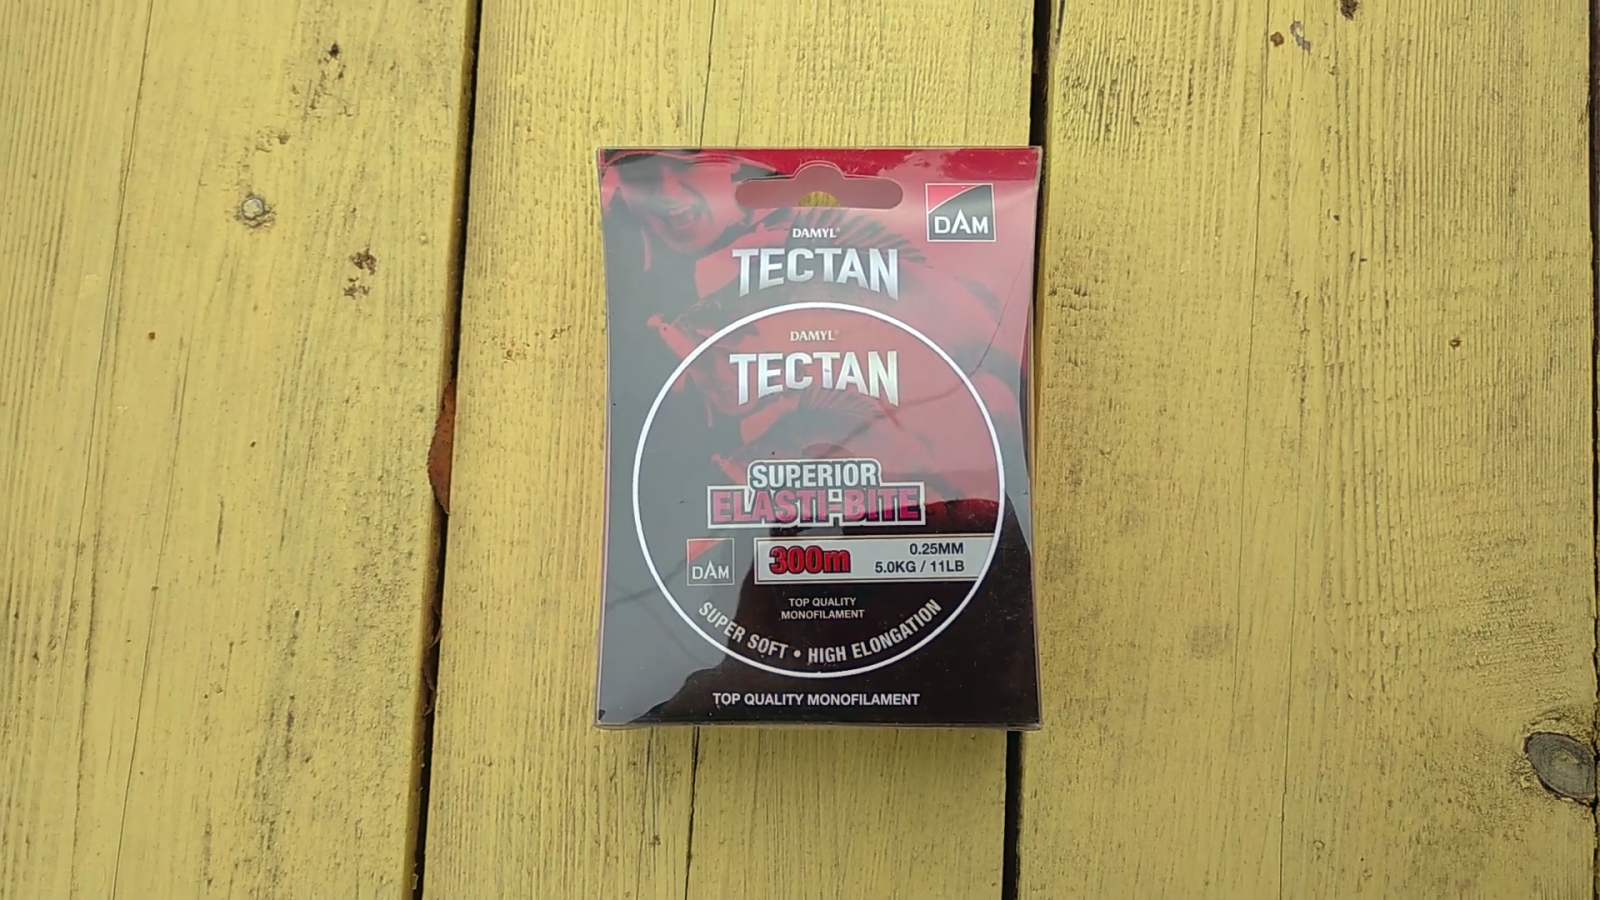 DAM
DAMYL®
TECTAN
DAMYL®
TECTAN
SUPERIOR
ELASTI-BITE
DAM
300m
0.25MM
5.0KG / 11LB
TOP QUALITY
MONOFILAMENT
SUPER SOFT • HIGH ELONGATION
TOP QUALITY MONOFILAMENT